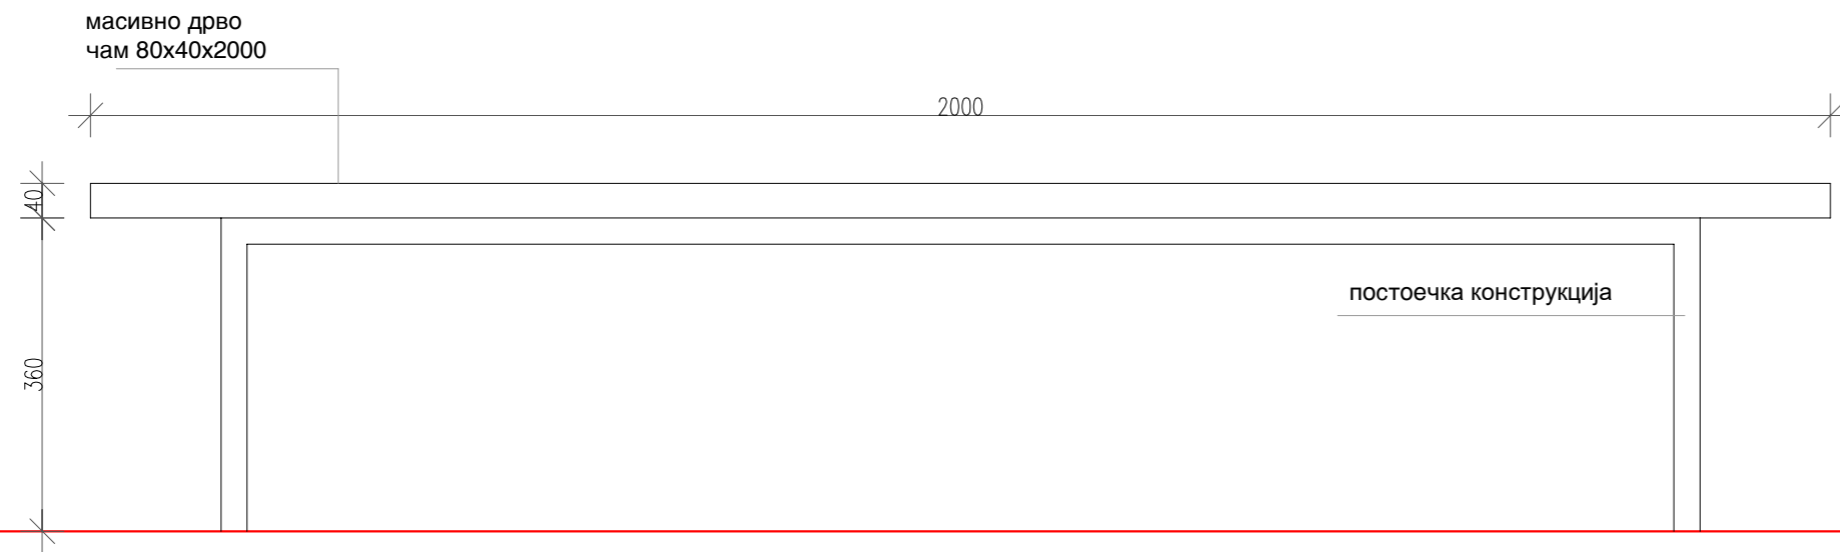 масивно дрво
чам 80x40x2000
2000
40
360
постоечка конструкција